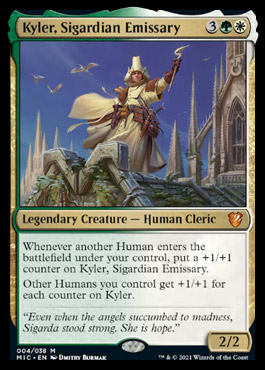 Kyler, Sigardian Emissary 3
Legendary Creature — Human Cleric
Whenever another Human enters the
battlefield under your control, put a +1/+1
counter on Kyler, Sigardian Emissary.
Other Humans you control get +1/+1 for
each counter on Kyler.
"Even when the angels succumbed to madness,
Sigarda stood strong. She is hope."
2/2
004/038 M
MIC • EN DMITRY BURMAK
™ & © 2021 Wizards of the Coast